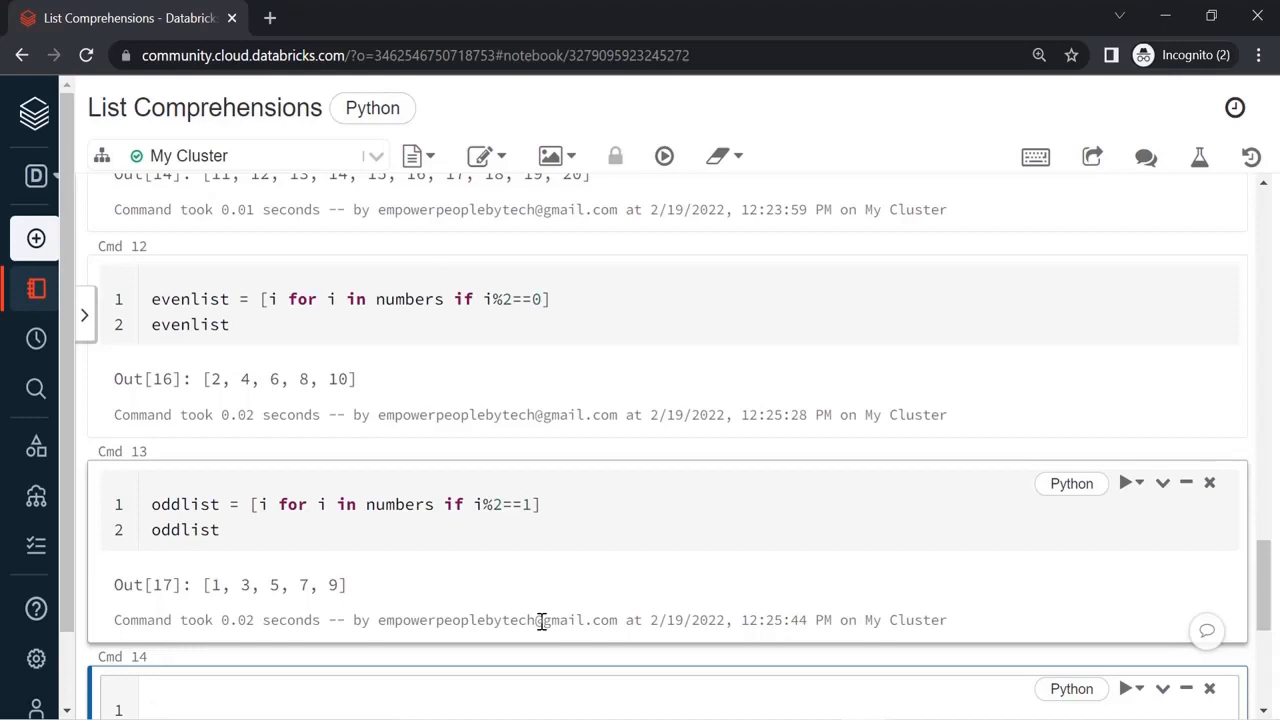 List Comprehensions - Databricks
community.cloud.databricks.com/?o=3462546750718753#notebook/3279095923245272
Incognito (2)
List Comprehensions Python
My Cluster
D
Out[14]: [11, 12, 13, 14, 15, 16, 17, 18, 19, 20]
Command took 0.01 seconds -- by empowerpeoplebytech@gmail.com at 2/19/2022, 12:23:59 PM on My Cluster
Cmd 12
1 evenlist = [i for i in numbers if i%2==0]
2 evenlist
Out[16]: [2, 4, 6, 8, 10]
Command took 0.02 seconds -- by empowerpeoplebytech@gmail.com at 2/19/2022, 12:25:28 PM on My Cluster
Cmd 13
Python
1 oddlist = [i for i in numbers if i%2==1]
2 oddlist
Out[17]: [1, 3, 5, 7, 9]
Command took 0.02 seconds -- by empowerpeoplebytech@gmail.com at 2/19/2022, 12:25:44 PM on My Cluster
Cmd 14
Python
1